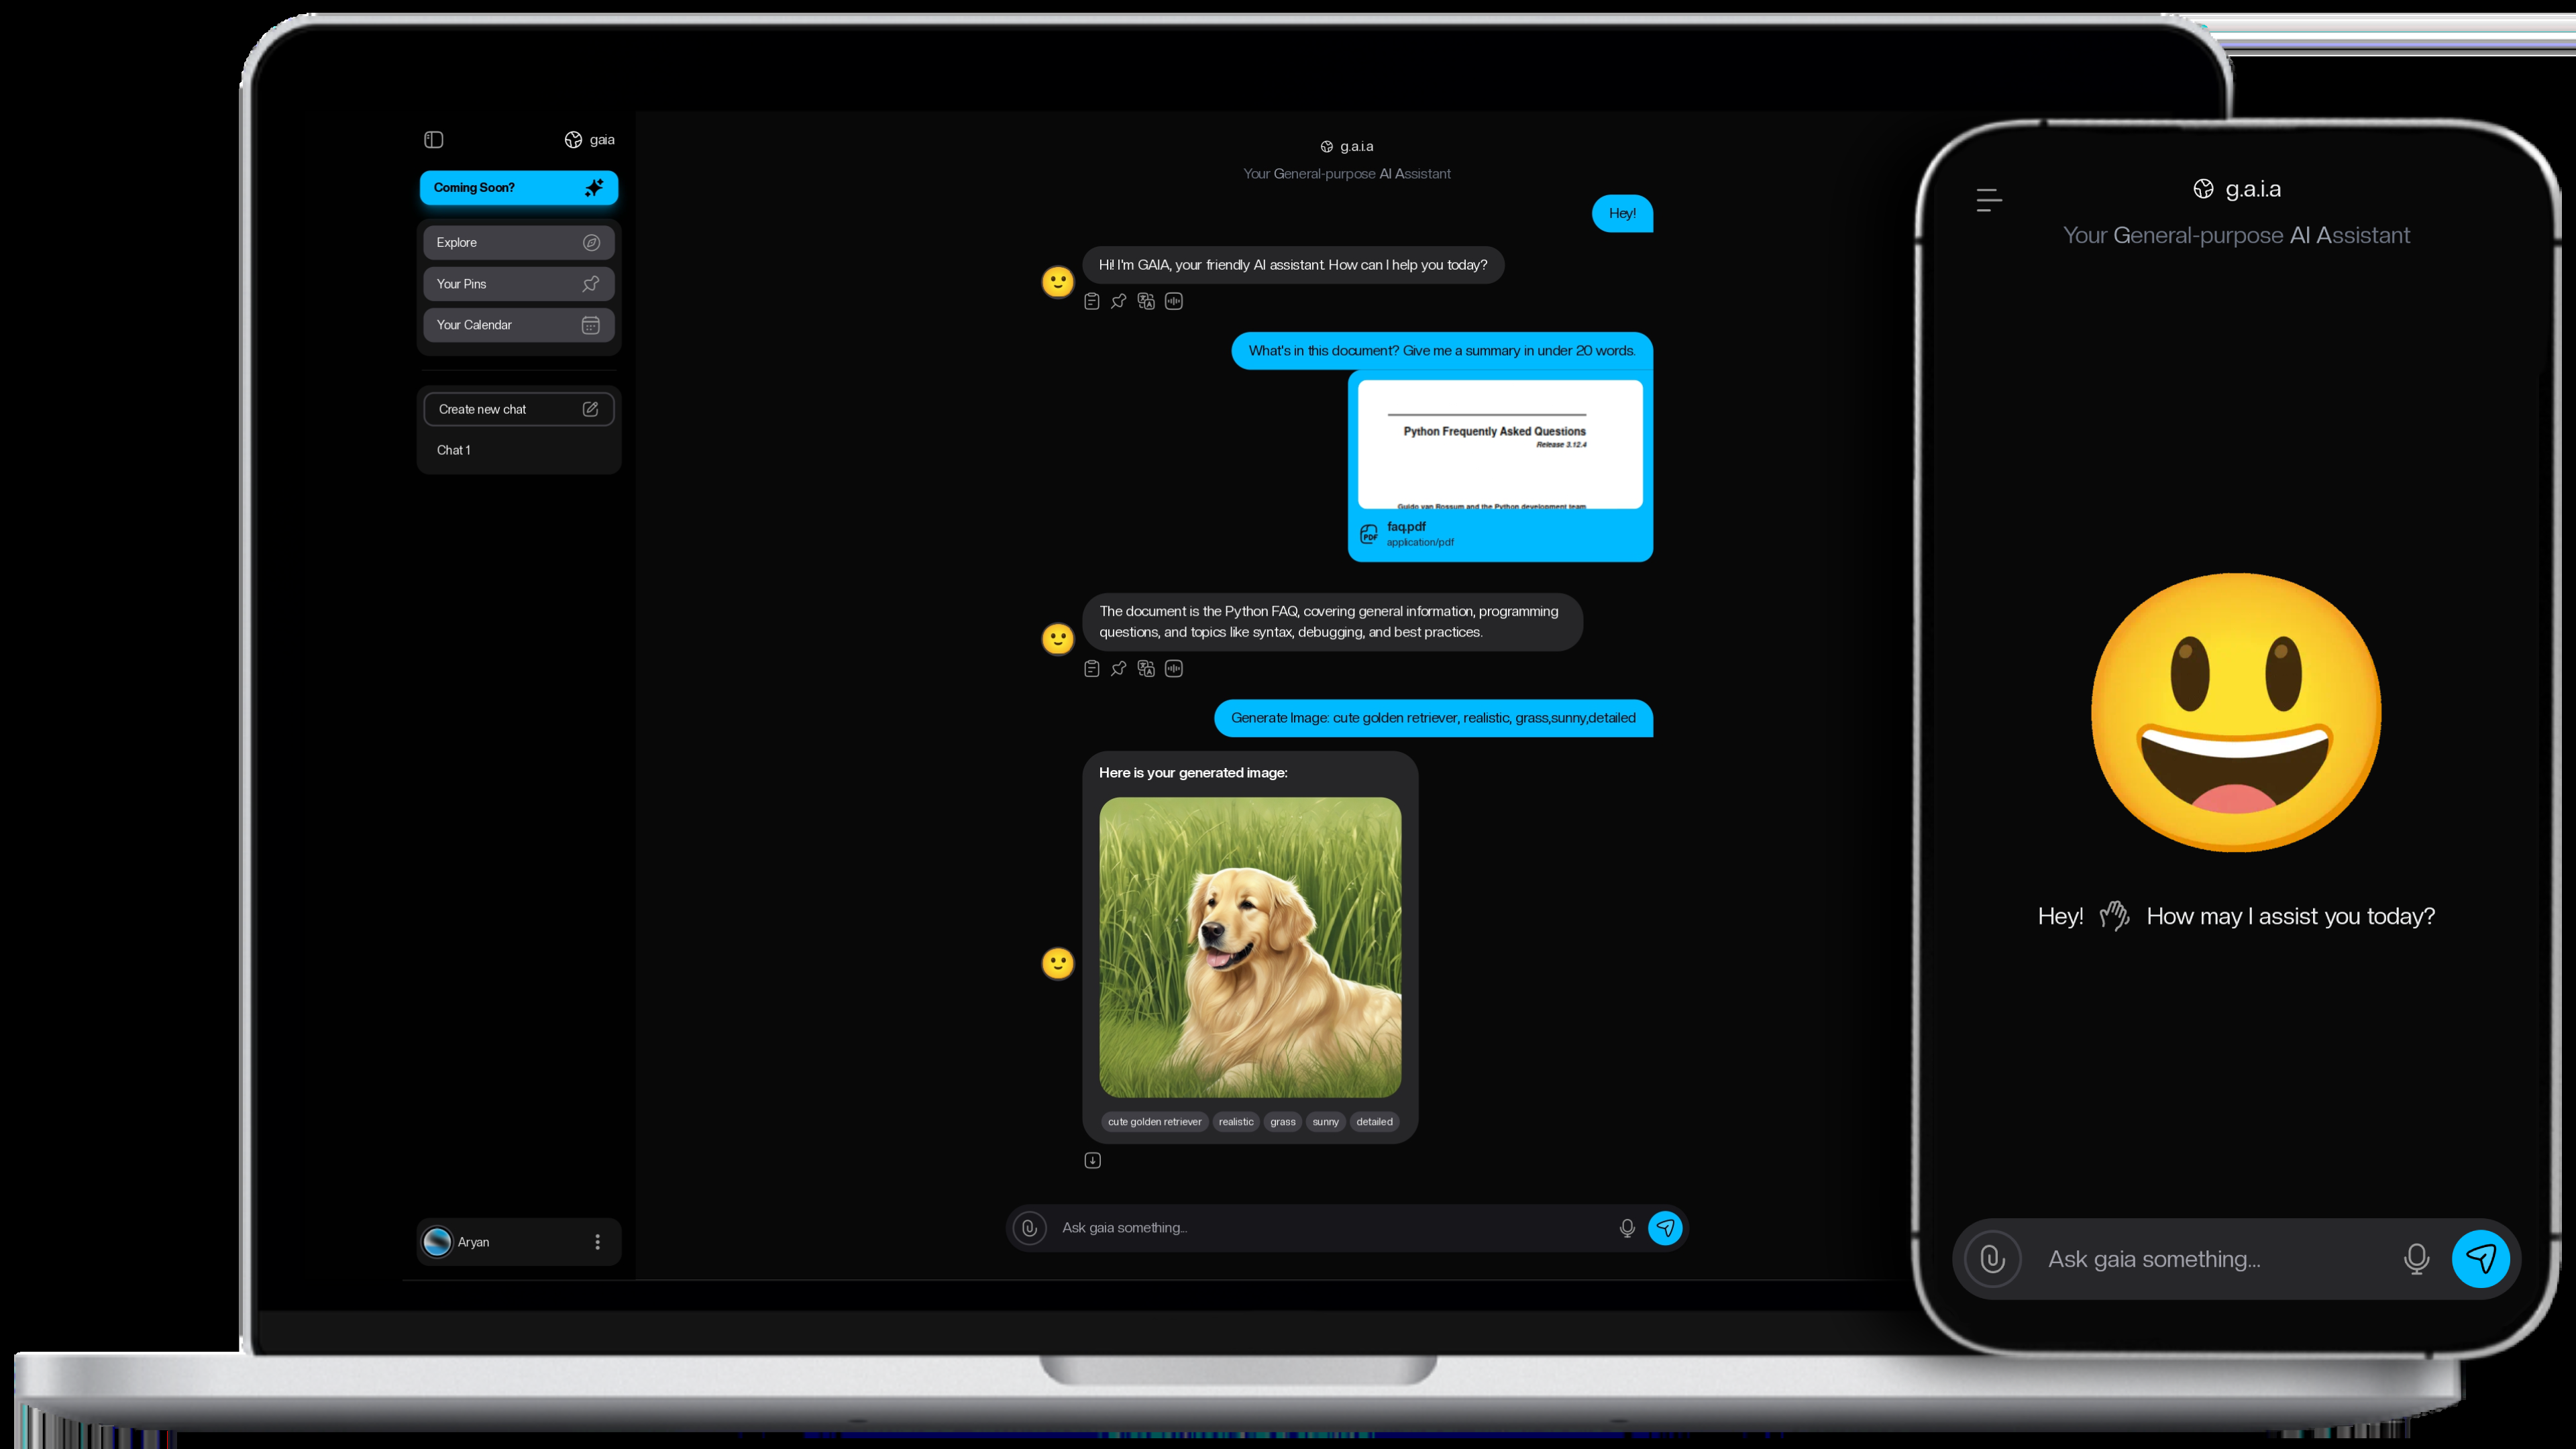 gaia
Coming Soon?
Explore
Your Pins
Your Calendar
Create new chat
Chat 1
Aryan
g.a.i.a
Your General-purpose AI Assistant
Hey!
Hi! I'm GAIA, your friendly AI assistant. How can I help you today?
What's in this document? Give me a summary in under 20 words.
Python Frequently Asked Questions
Release 3.12.4
Guido van Rossum and the Python development team
PDF
faq.pdf
application/pdf
The document is the Python FAQ, covering general information, programming
questions, and topics like syntax, debugging, and best practices.
Generate Image: cute golden retriever, realistic, grass,sunny,detailed
Here is your generated image:
cute golden retriever realistic grass sunny detailed
Ask gaia something...
g.a.i.a
Your General-purpose AI Assistant
Hey! How may I assist you today?
Ask gaia something...